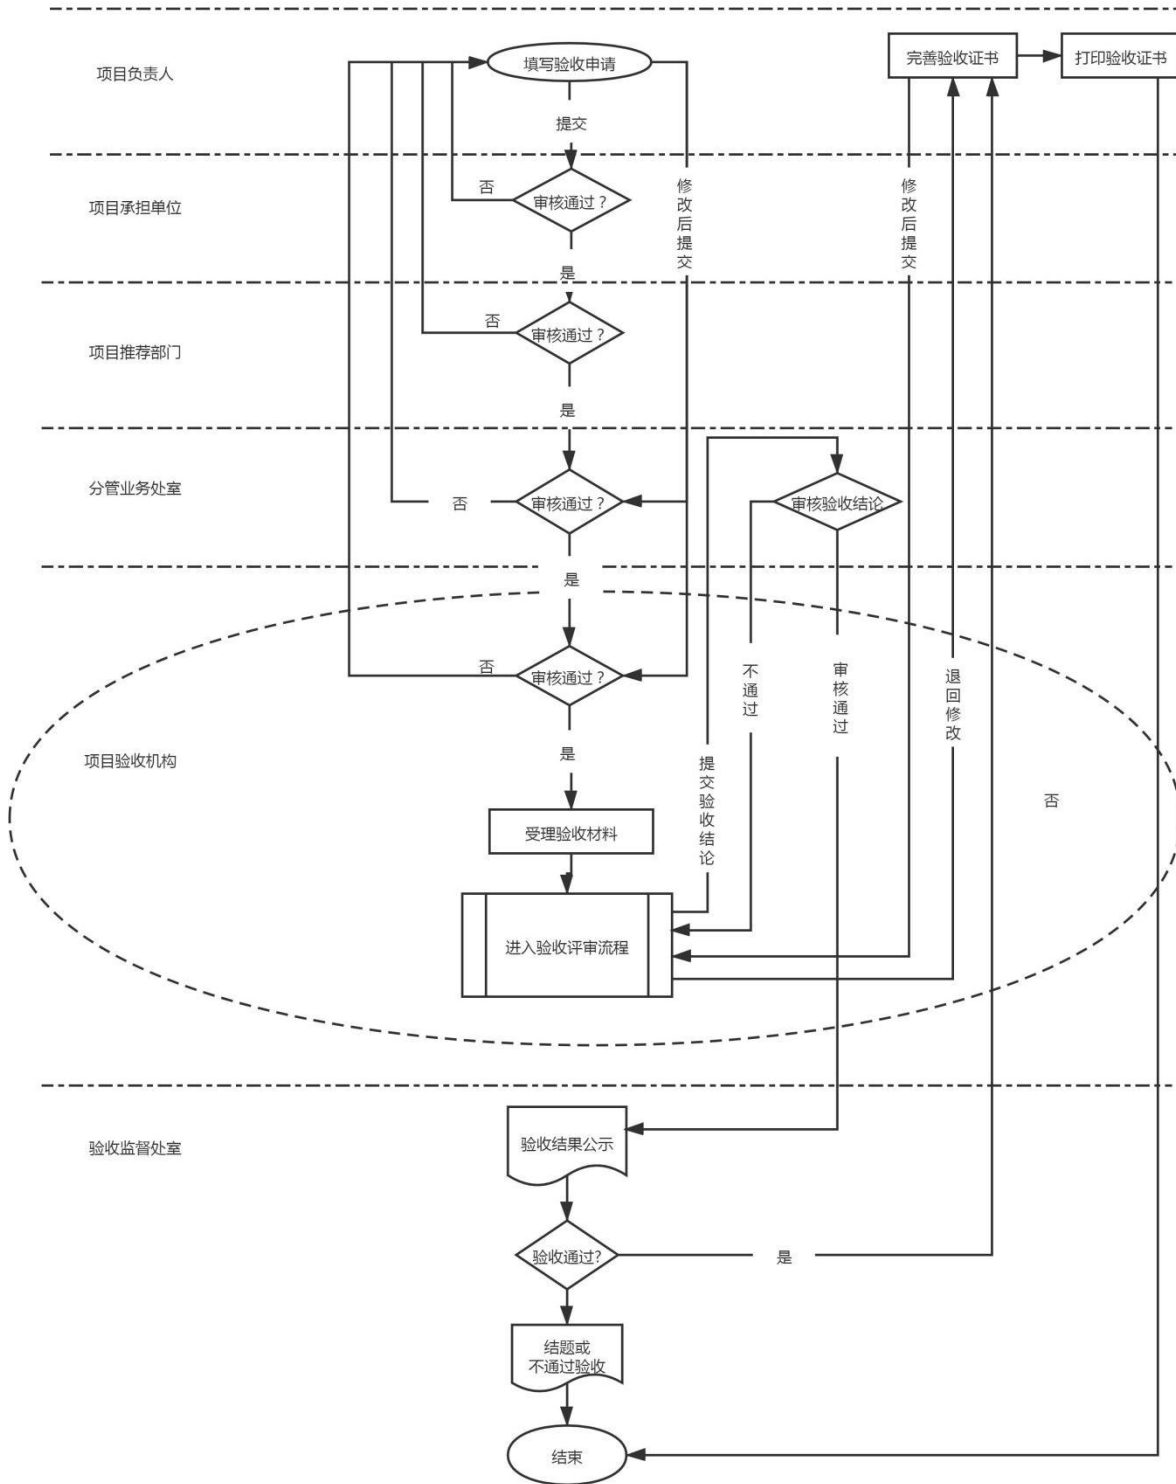 项目负责人
填写验收申请
完善验收证书
打印验收证书
提交
项目承担单位
否
审核通过？
修改后提交
修改后提交
是
项目推荐部门
否
审核通过？
是
分管业务处室
否
审核通过？
审核验收结论
是
否
审核通过？
不通过
审核通过
退回修改
项目验收机构
是
提交验收结论
否
受理验收材料
进入验收评审流程
验收监督处室
验收结果公示
验收通过?
是
结题或
不通过验收
结束